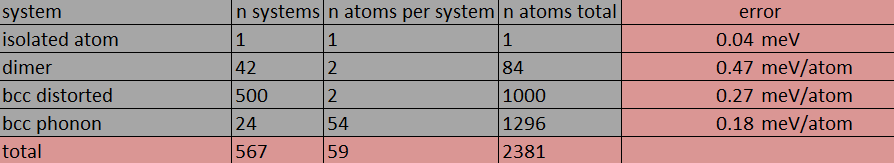 system n systems n atoms per system n atoms total error
isolated atom 1 1 1 0.04 meV
dimer 42 2 84 0.47 meV/atom
bcc distorted 500 2 1000 0.27 meV/atom
bcc phonon 24 54 1296 0.18 meV/atom
total 567 59 2381